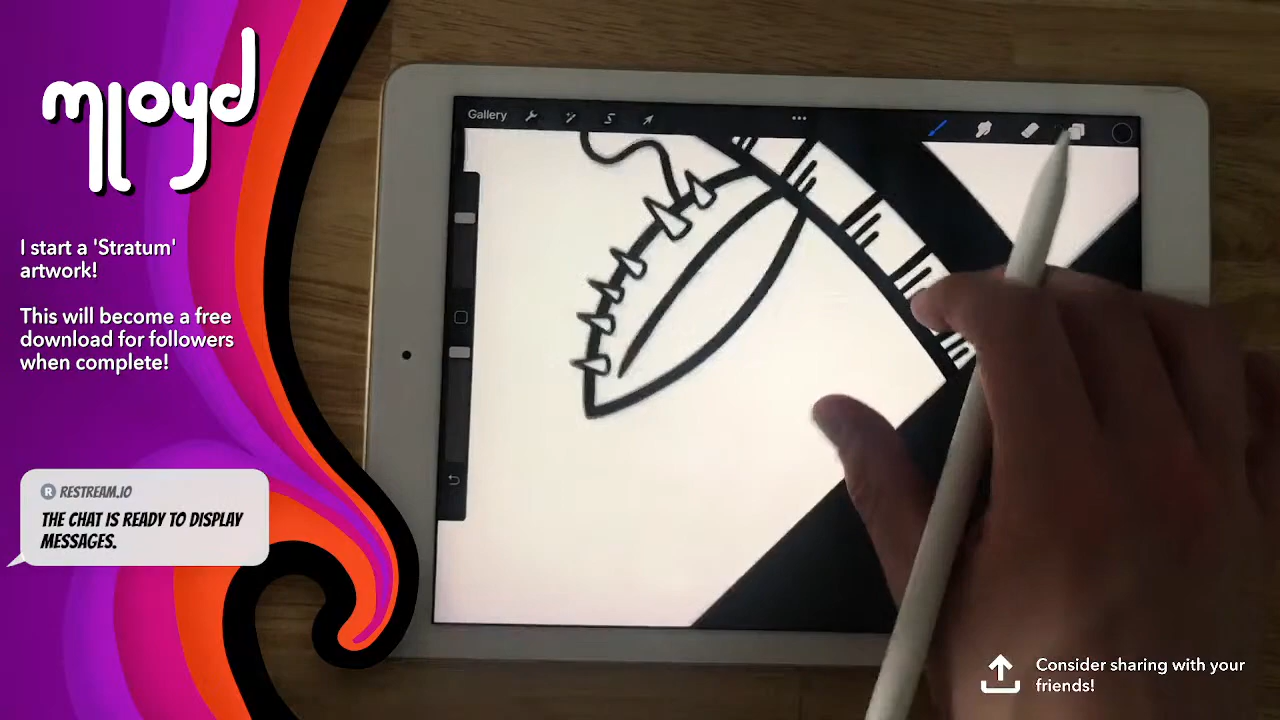 mloyd
I start a 'Stratum'
artwork!
This will become a free
download for followers
when complete!
R RESTREAM.IO
THE CHAT IS READY TO DISPLAY
MESSAGES.
Gallery
Consider sharing with your
friends!